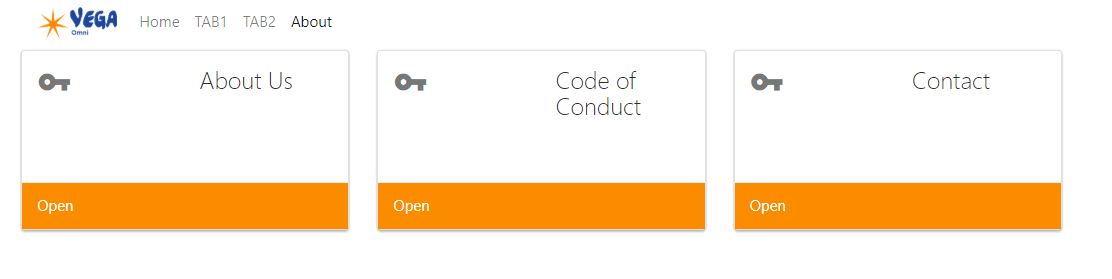 VEGA
Omni
Home TAB1 TAB2 About
About Us
Open
Code of
Conduct
Open
Contact
Open